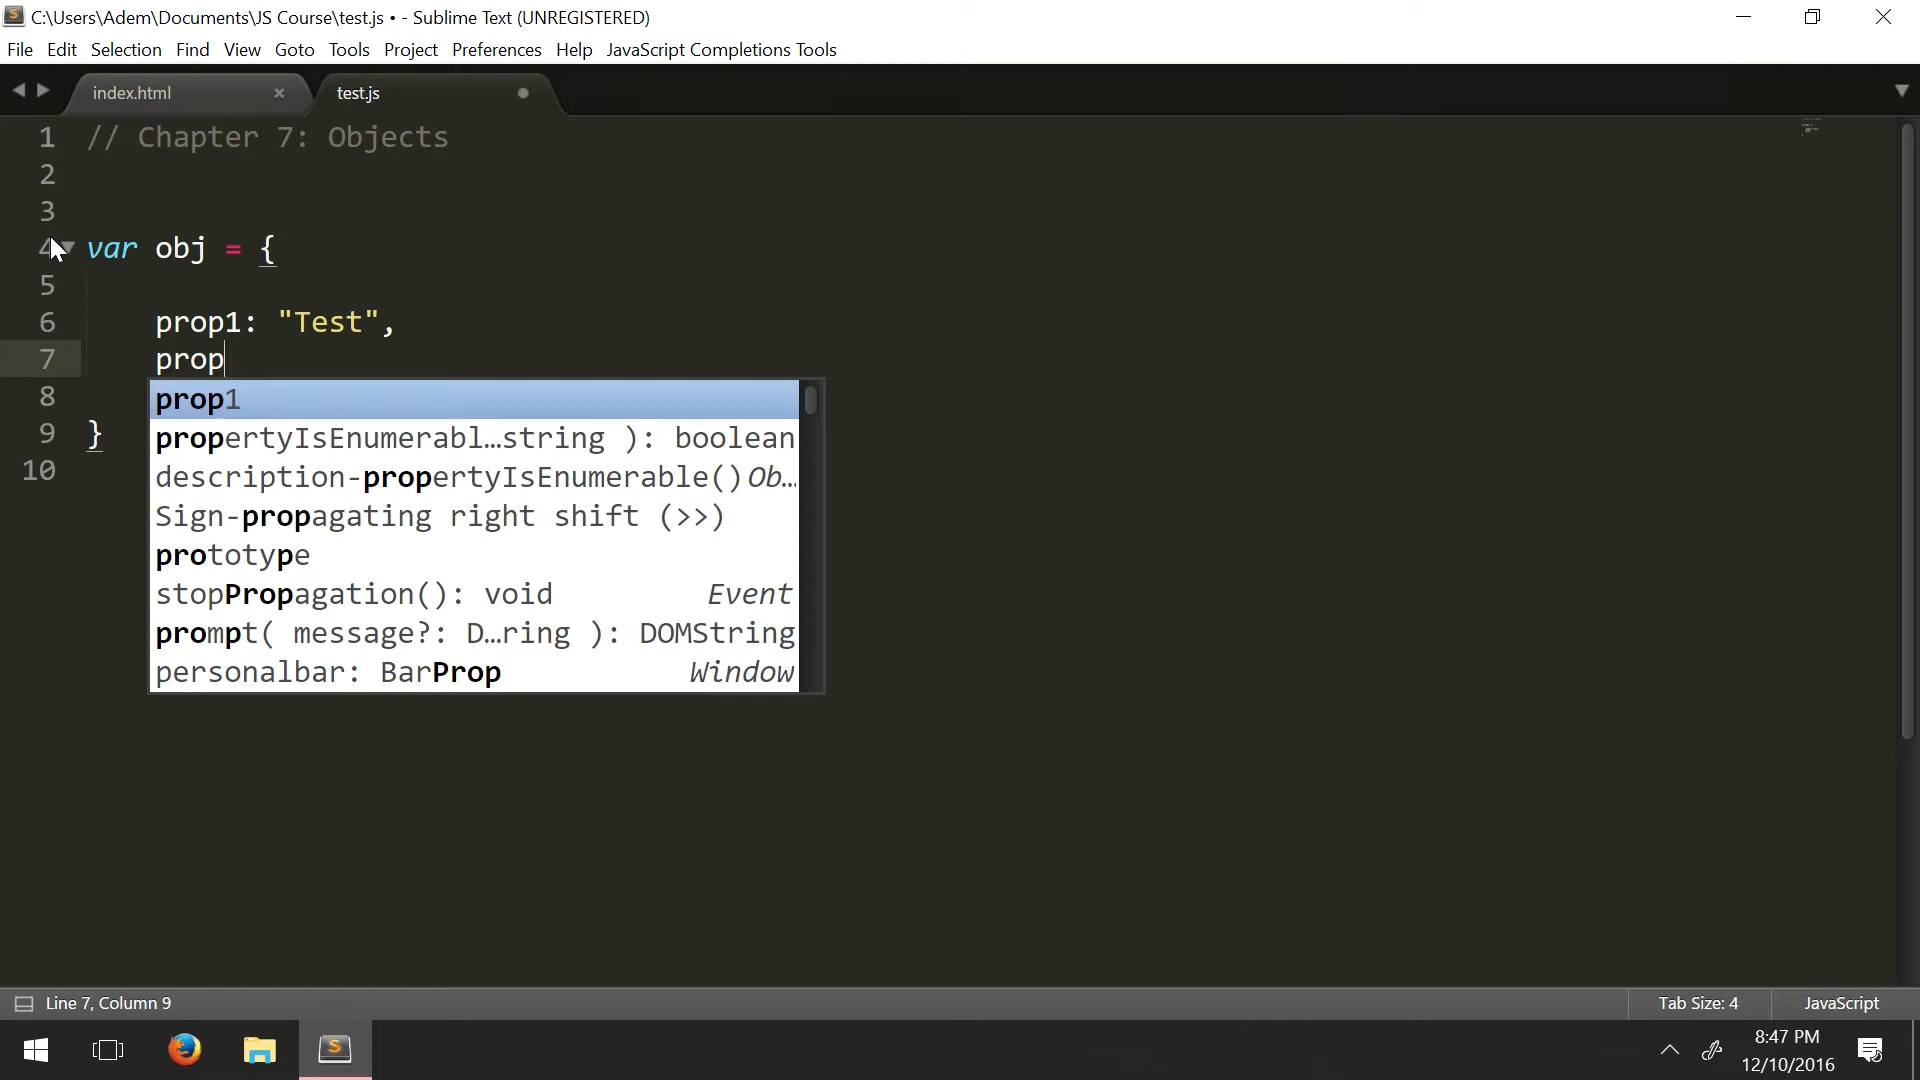 C:\Users\Adem\Documents\JS Course\test.js • - Sublime Text (UNREGISTERED)
File Edit Selection Find View Goto Tools Project Preferences Help JavaScript Completions Tools
index.html × test.js
1 // Chapter 7: Objects
2
3
4 var obj = {
5
6 prop1: "Test",
7 prop
8 prop1
propertyIsEnumerabl…string ): boolean
9 }
description-propertyIsEnumerable() Ob…
10
Sign-propagating right shift (>>)
prototype
stopPropagation(): void Event
prompt( message?: D…ring ): DOMString
personalbar: BarProp Window
Line 7, Column 9 Tab Size: 4 JavaScript
8:47 PM
12/10/2016